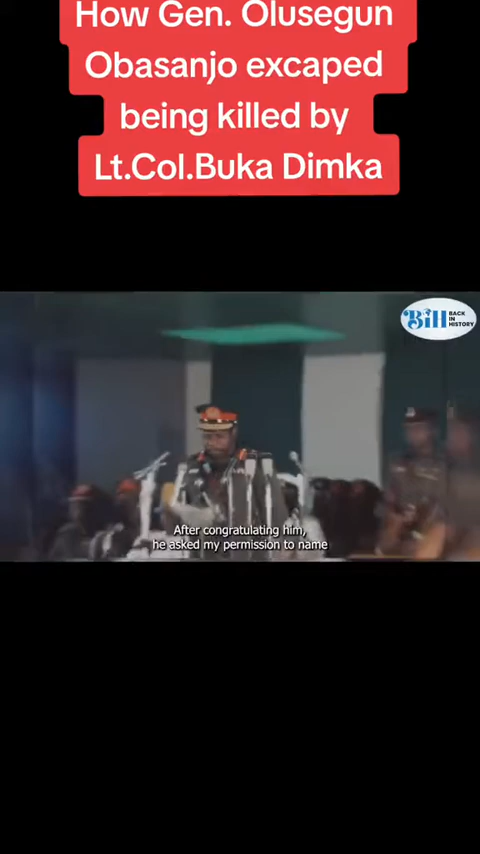 How Gen. Olusegun
Obasanjo excaped
being killed by
Lt.Col.Buka Dimka
Bill BACK
IN
HISTORY
After congratulating him,
he asked my permission to name